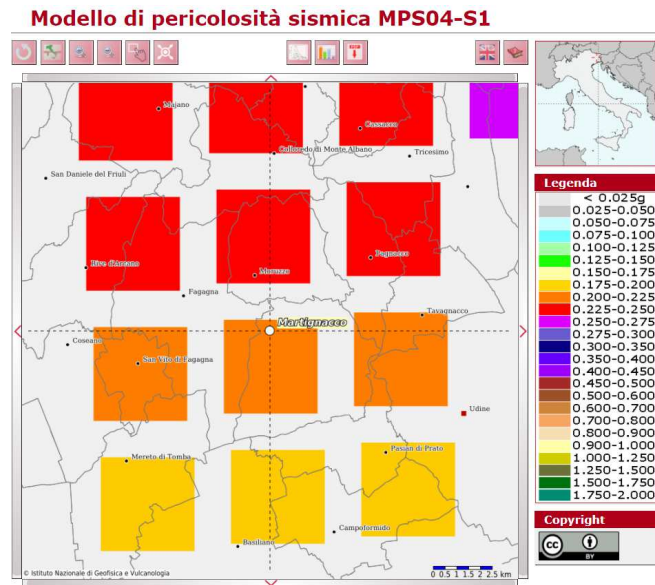 Modello di pericolosità sismica MPS04-S1
Majano
Cassacco
Colloredo di Monte Albano
Tricesimo
San Daniele del Friuli
Pagnacco
Rive d'Arcano
Moruzzo
Fagagna
Tavagnacco
Martignacco
Coseano
San Vito di Fagagna
Udine
Pasian di Prato
Mereto di Tomba
Campoformido
Basiliano
© Istituto Nazionale di Geofisica e Vulcanologia
0 0.5 1 1.5 2 2.5 km
Legenda
< 0.025g
0.025-0.050
0.050-0.075
0.075-0.100
0.100-0.125
0.125-0.150
0.150-0.175
0.175-0.200
0.200-0.225
0.225-0.250
0.250-0.275
0.275-0.300
0.300-0.350
0.350-0.400
0.400-0.450
0.450-0.500
0.500-0.600
0.600-0.700
0.700-0.800
0.800-0.900
0.900-1.000
1.000-1.250
1.250-1.500
1.500-1.750
1.750-2.000
Copyright
cc
BY